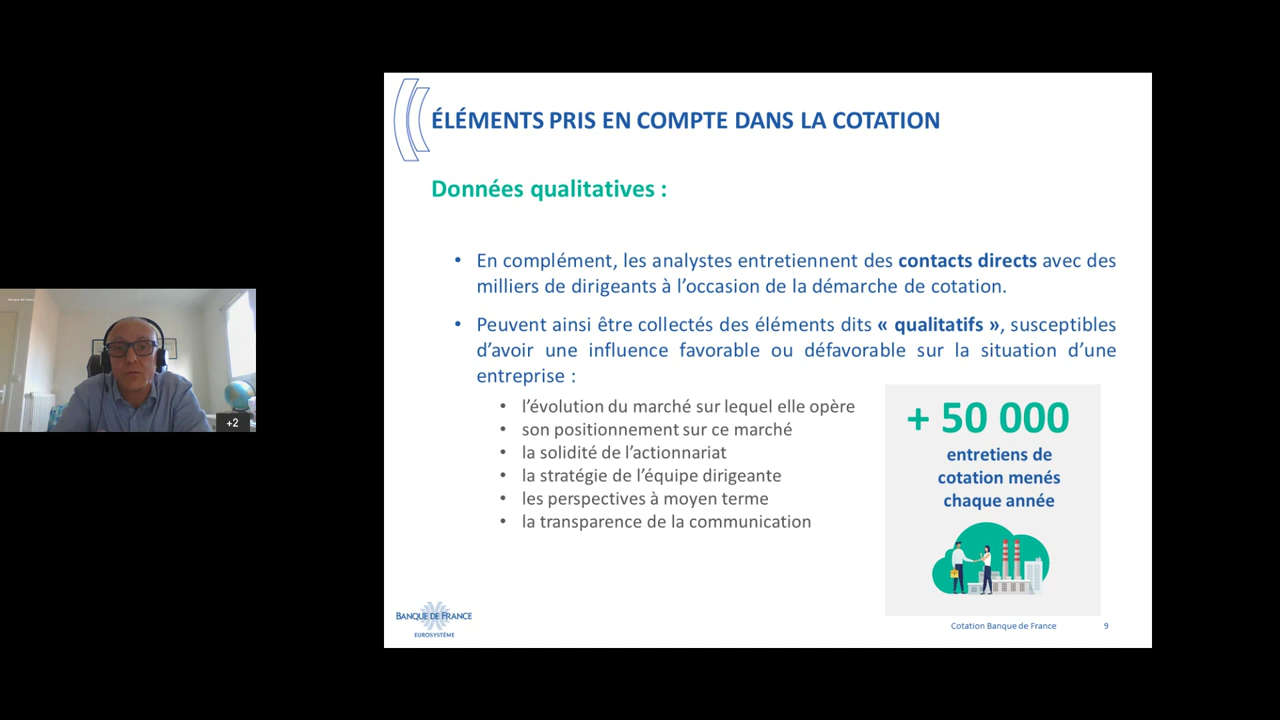 ÉLÉMENTS PRIS EN COMPTE DANS LA COTATION
Données qualitatives :
• En complément, les analystes entretiennent des contacts directs avec des
milliers de dirigeants à l’occasion de la démarche de cotation.
• Peuvent ainsi être collectés des éléments dits « qualitatifs », susceptibles
d’avoir une influence favorable ou défavorable sur la situation d’une
entreprise :
• l’évolution du marché sur lequel elle opère
• son positionnement sur ce marché
• la solidité de l’actionnariat
• la stratégie de l’équipe dirigeante
• les perspectives à moyen terme
• la transparence de la communication
+ 50 000
entretiens de
cotation menés
chaque année
BANQUE DE FRANCE
EUROSYSTÈME
Cotation Banque de France 9
Banque de France
+2